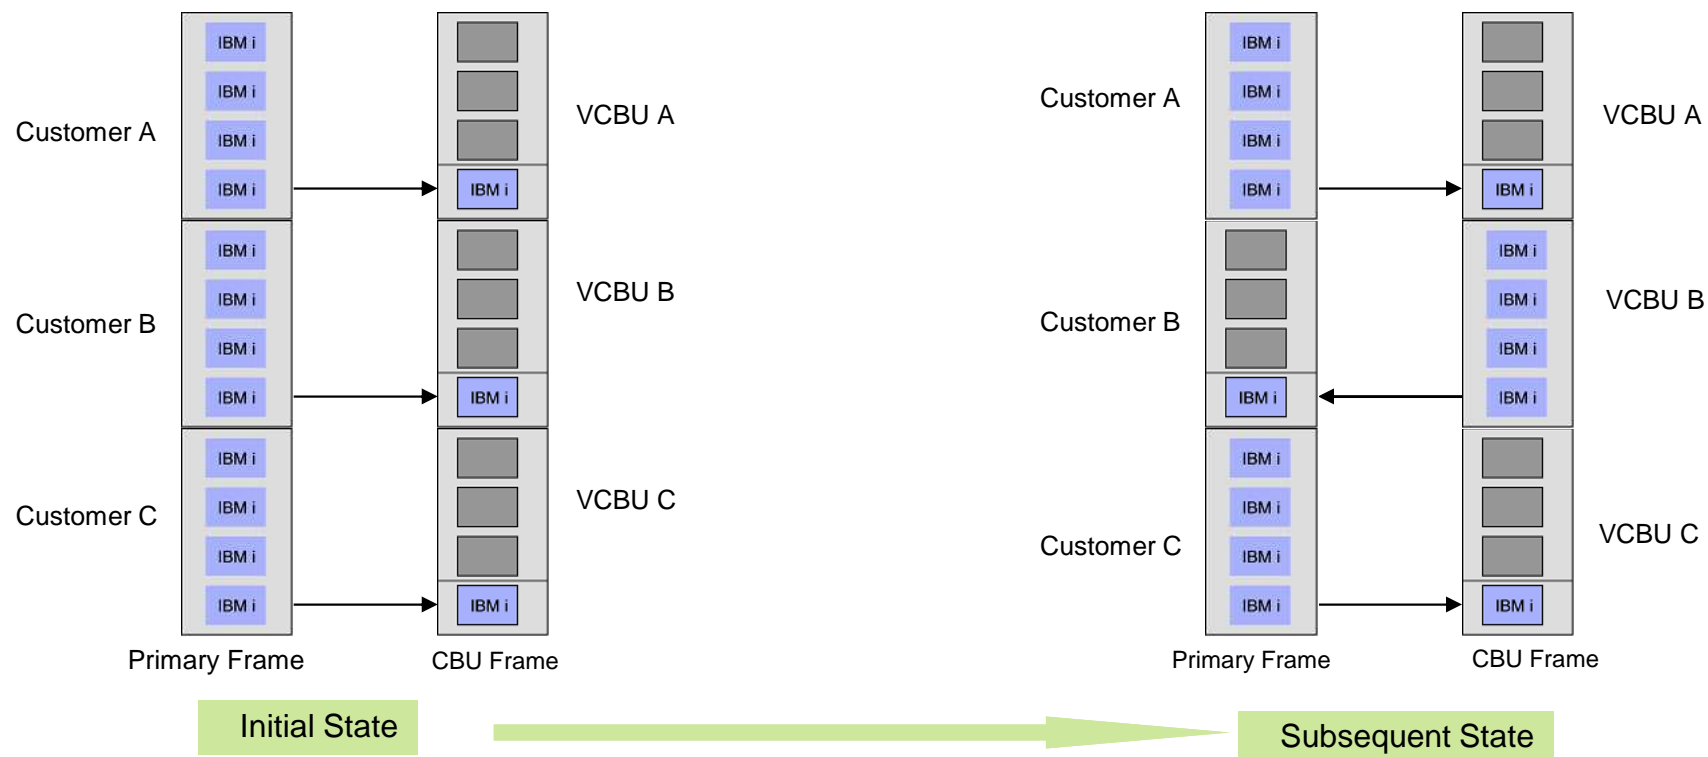 IBM i
IBM i
IBM i
IBM i
Customer A
IBM i
VCBU A
IBM i
IBM i
IBM i
IBM i
Customer B
IBM i
VCBU B
IBM i
IBM i
IBM i
IBM i
Customer C
IBM i
VCBU C
Primary Frame
CBU Frame
Initial State
IBM i
IBM i
IBM i
IBM i
Customer A
IBM i
VCBU A
Customer B
IBM i
IBM i
IBM i
IBM i
IBM i
VCBU B
IBM i
IBM i
IBM i
IBM i
Customer C
IBM i
VCBU C
Primary Frame
CBU Frame
Subsequent State